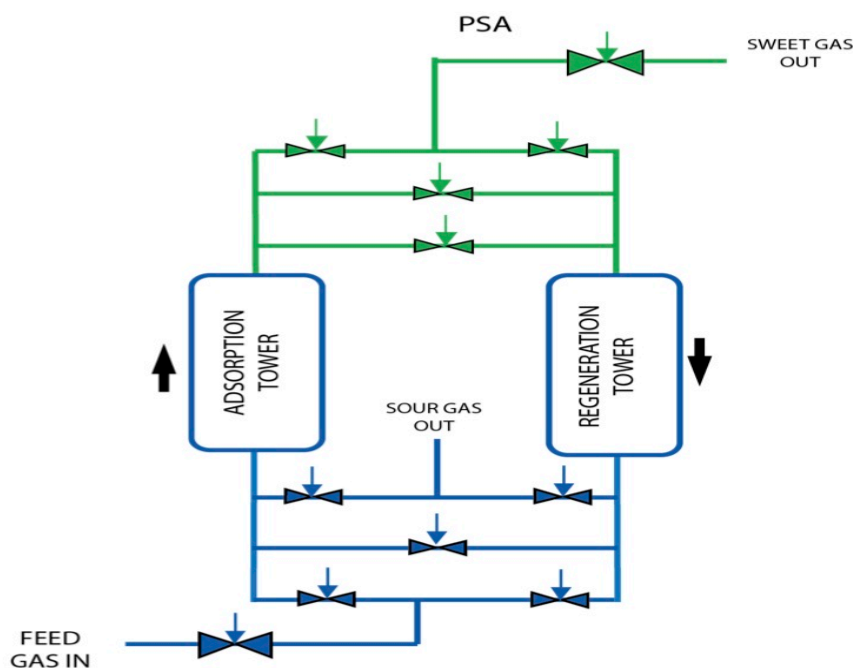 PSA
SWEET GAS
OUT
ADSORPTION
TOWER
REGENERATION
TOWER
SOUR GAS
OUT
FEED
GAS IN